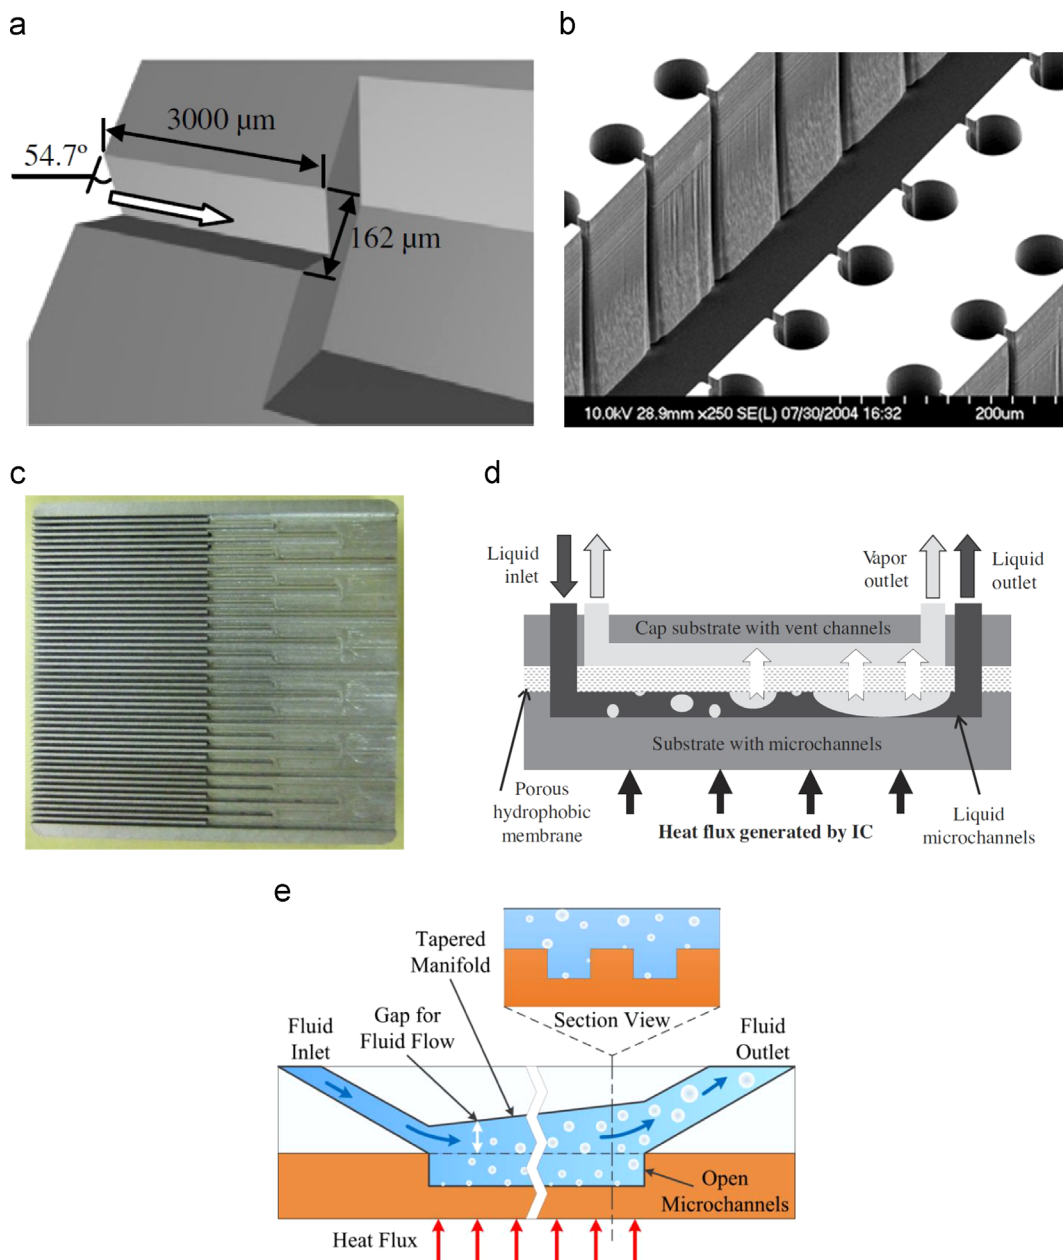 a
3000 μm
54.7º
162 μm
b
10.0kV 28.9mm x250 SE(L) 07/30/2004 16:32
200um
c
d
Liquid
inlet
Vapor
outlet
Liquid
outlet
Cap substrate with vent channels
Substrate with microchannels
Porous
hydrophobic
membrane
Heat flux generated by IC
Liquid
microchannels
e
Tapered
Manifold
Gap for
Fluid Flow
Fluid
Inlet
Section View
Fluid
Outlet
Open
Microchannels
Heat Flux